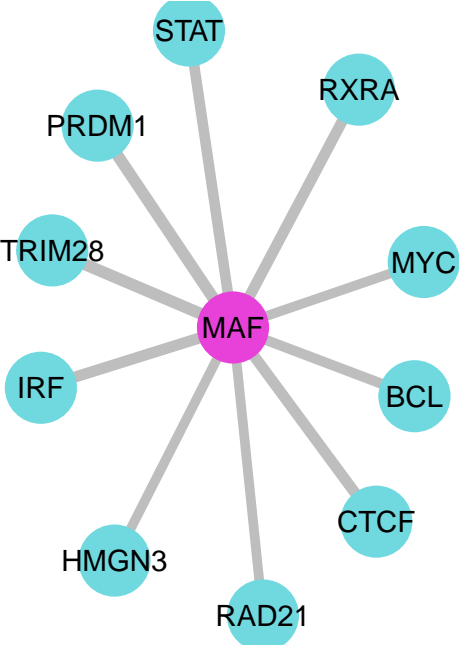 STAT
RXRA
PRDM1
TRIM28
MYC
MAF
IRF
BCL
CTCF
HMGN3
RAD21